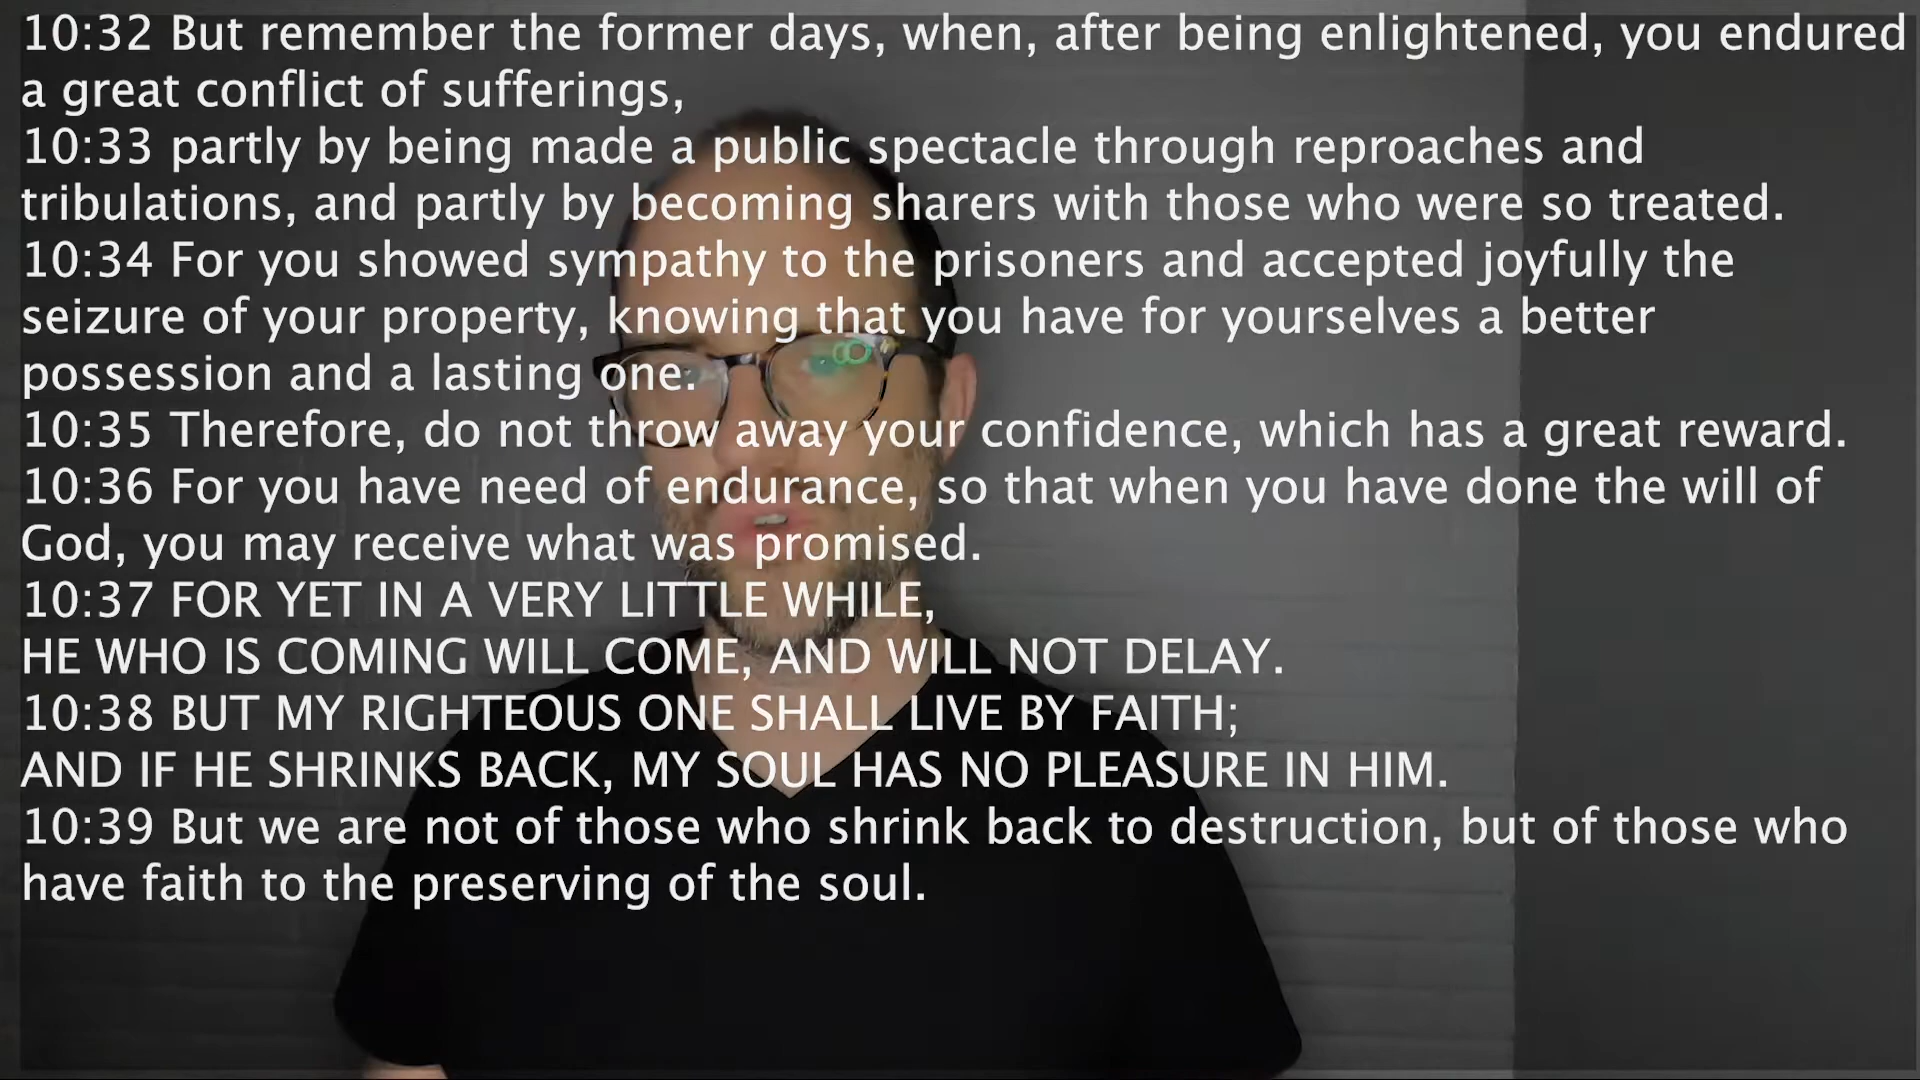 10:32 But remember the former days, when, after being enlightened, you endured
a great conflict of sufferings,
10:33 partly by being made a public spectacle through reproaches and
tribulations, and partly by becoming sharers with those who were so treated.
10:34 For you showed sympathy to the prisoners and accepted joyfully the
seizure of your property, knowing that you have for yourselves a better
possession and a lasting one.
10:35 Therefore, do not throw away your confidence, which has a great reward.
10:36 For you have need of endurance, so that when you have done the will of
God, you may receive what was promised.
10:37 FOR YET IN A VERY LITTLE WHILE,
HE WHO IS COMING WILL COME, AND WILL NOT DELAY.
10:38 BUT MY RIGHTEOUS ONE SHALL LIVE BY FAITH;
AND IF HE SHRINKS BACK, MY SOUL HAS NO PLEASURE IN HIM.
10:39 But we are not of those who shrink back to destruction, but of those who
have faith to the preserving of the soul.